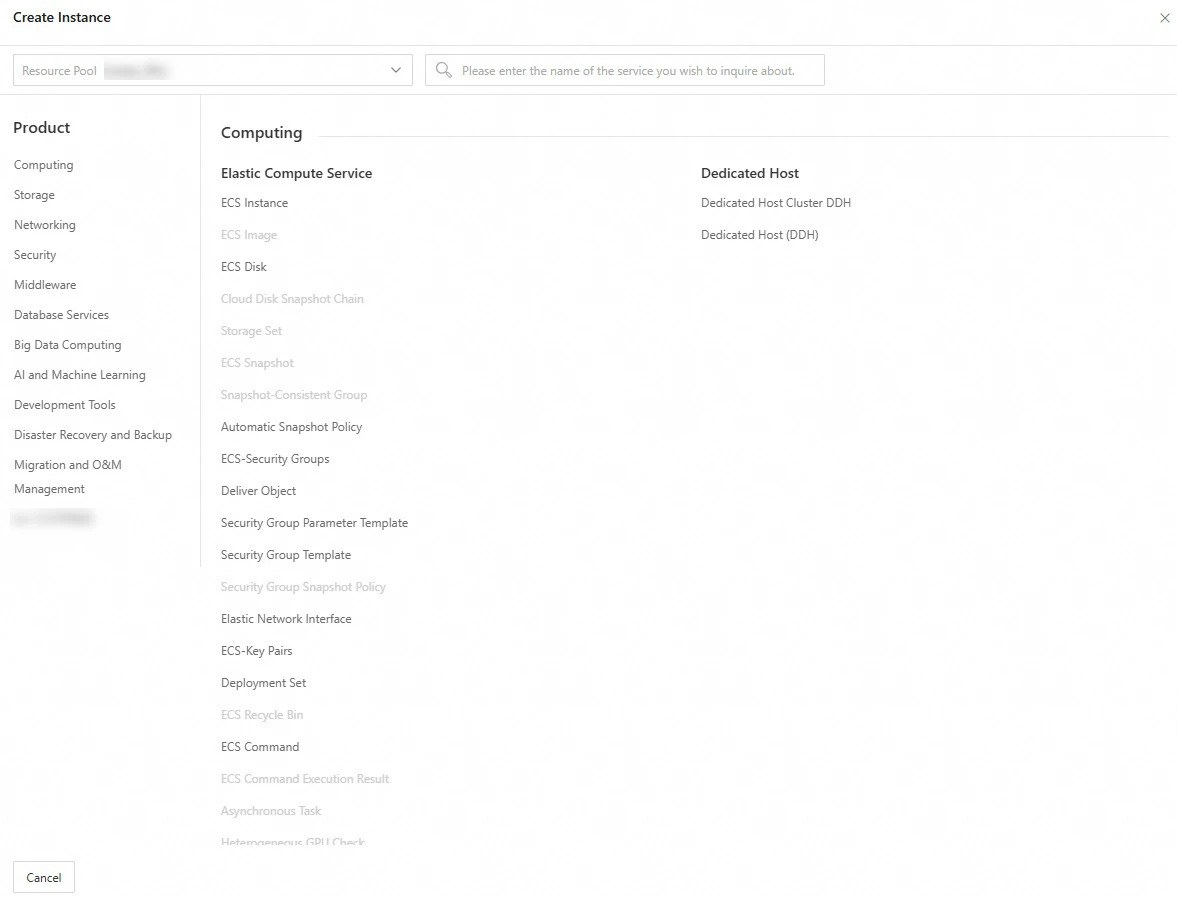 Create Instance
Resource Pool
Please enter the name of the service you wish to inquire about.
Product
Computing
Storage
Networking
Security
Middleware
Database Services
Big Data Computing
AI and Machine Learning
Development Tools
Disaster Recovery and Backup
Migration and O&M
Management
Computing
Elastic Compute Service
ECS Instance
ECS Image
ECS Disk
Cloud Disk Snapshot Chain
Storage Set
ECS Snapshot
Snapshot-Consistent Group
Automatic Snapshot Policy
ECS-Security Groups
Deliver Object
Security Group Parameter Template
Security Group Template
Security Group Snapshot Policy
Elastic Network Interface
ECS-Key Pairs
Deployment Set
ECS Recycle Bin
ECS Command
ECS Command Execution Result
Asynchronous Task
Heterogeneous GPU Check
Dedicated Host
Dedicated Host Cluster DDH
Dedicated Host (DDH)
Cancel